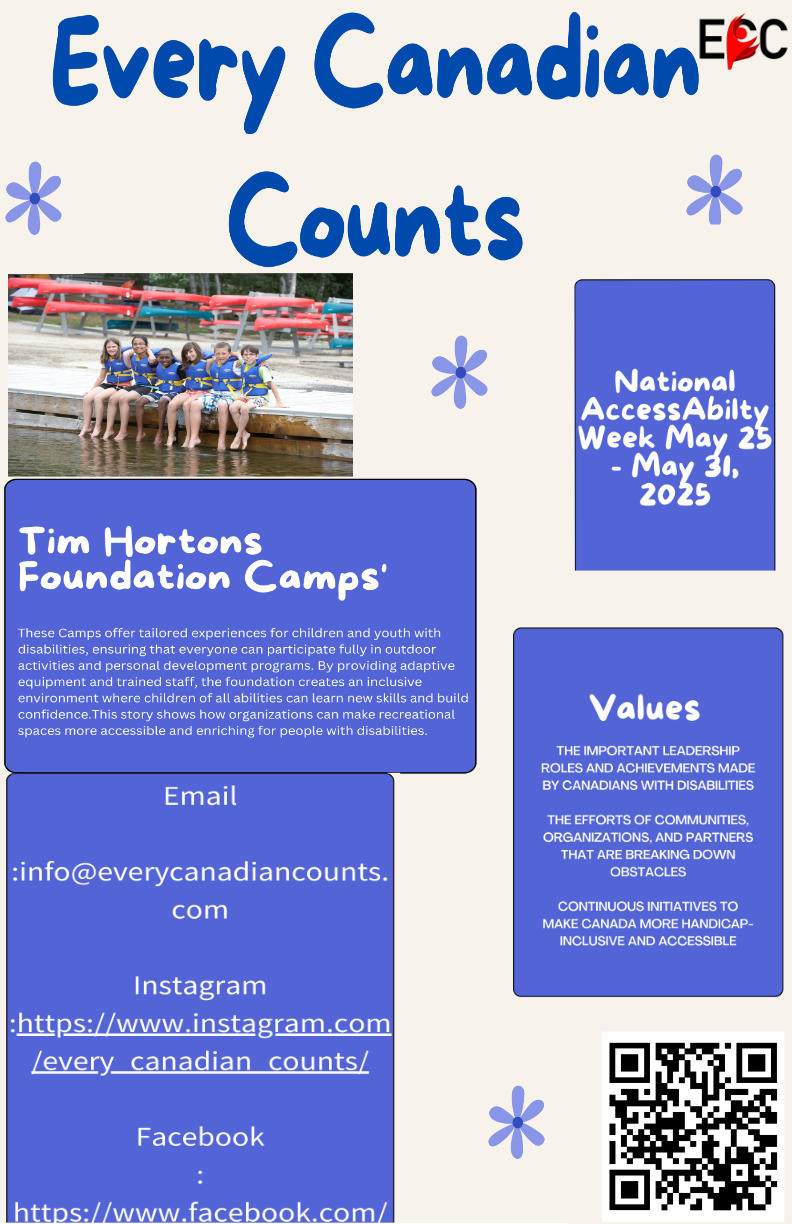 Every Canadian
ECC
Counts
National
AccessAbilty
Week May 25
- May 31,
2025
Tim Hortons
Foundation Camps'
These Camps offer tailored experiences for children and youth with
disabilities, ensuring that everyone can participate fully in outdoor
activities and personal development programs. By providing adaptive
equipment and trained staff, the foundation creates an inclusive
environment where children of all abilities can learn new skills and build
confidence.This story shows how organizations can make recreational
spaces more accessible and enriching for people with disabilities.
Values
THE IMPORTANT LEADERSHIP
ROLES AND ACHIEVEMENTS MADE
BY CANADIANS WITH DISABILITIES
THE EFFORTS OF COMMUNITIES,
ORGANIZATIONS, AND PARTNERS
THAT ARE BREAKING DOWN
OBSTACLES
CONTINUOUS INITIATIVES TO
MAKE CANADA MORE HANDICAP-
INCLUSIVE AND ACCESSIBLE
Email
:info@everycanadiancounts.
com
Instagram
:https://www.instagram.com
/every_canadian_counts/
Facebook
:
https://www.facebook.com/